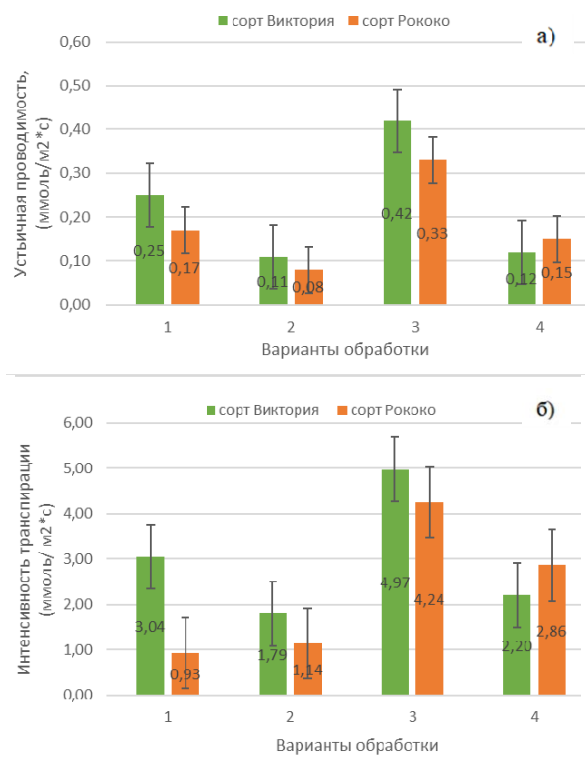 сорт Виктория сорт Рококо
а)
0,60
0,50
0,40
0,30
0,20
0,10
0,00
Устьичная проводимость,
(ммоль/м2*с)
0,25 0,17 0,11 0,08 0,42 0,33 0,12 0,15
1 2 3 4
Варианты обработки
сорт Виктория сорт Рококо
б)
6,00
5,00
4,00
3,00
2,00
1,00
0,00
Интенсивность транспирации
(ммоль/ м2*с)
3,04 0,93 1,79 1,14 4,97 4,24 2,20 2,86
1 2 3 4
Варианты обработки